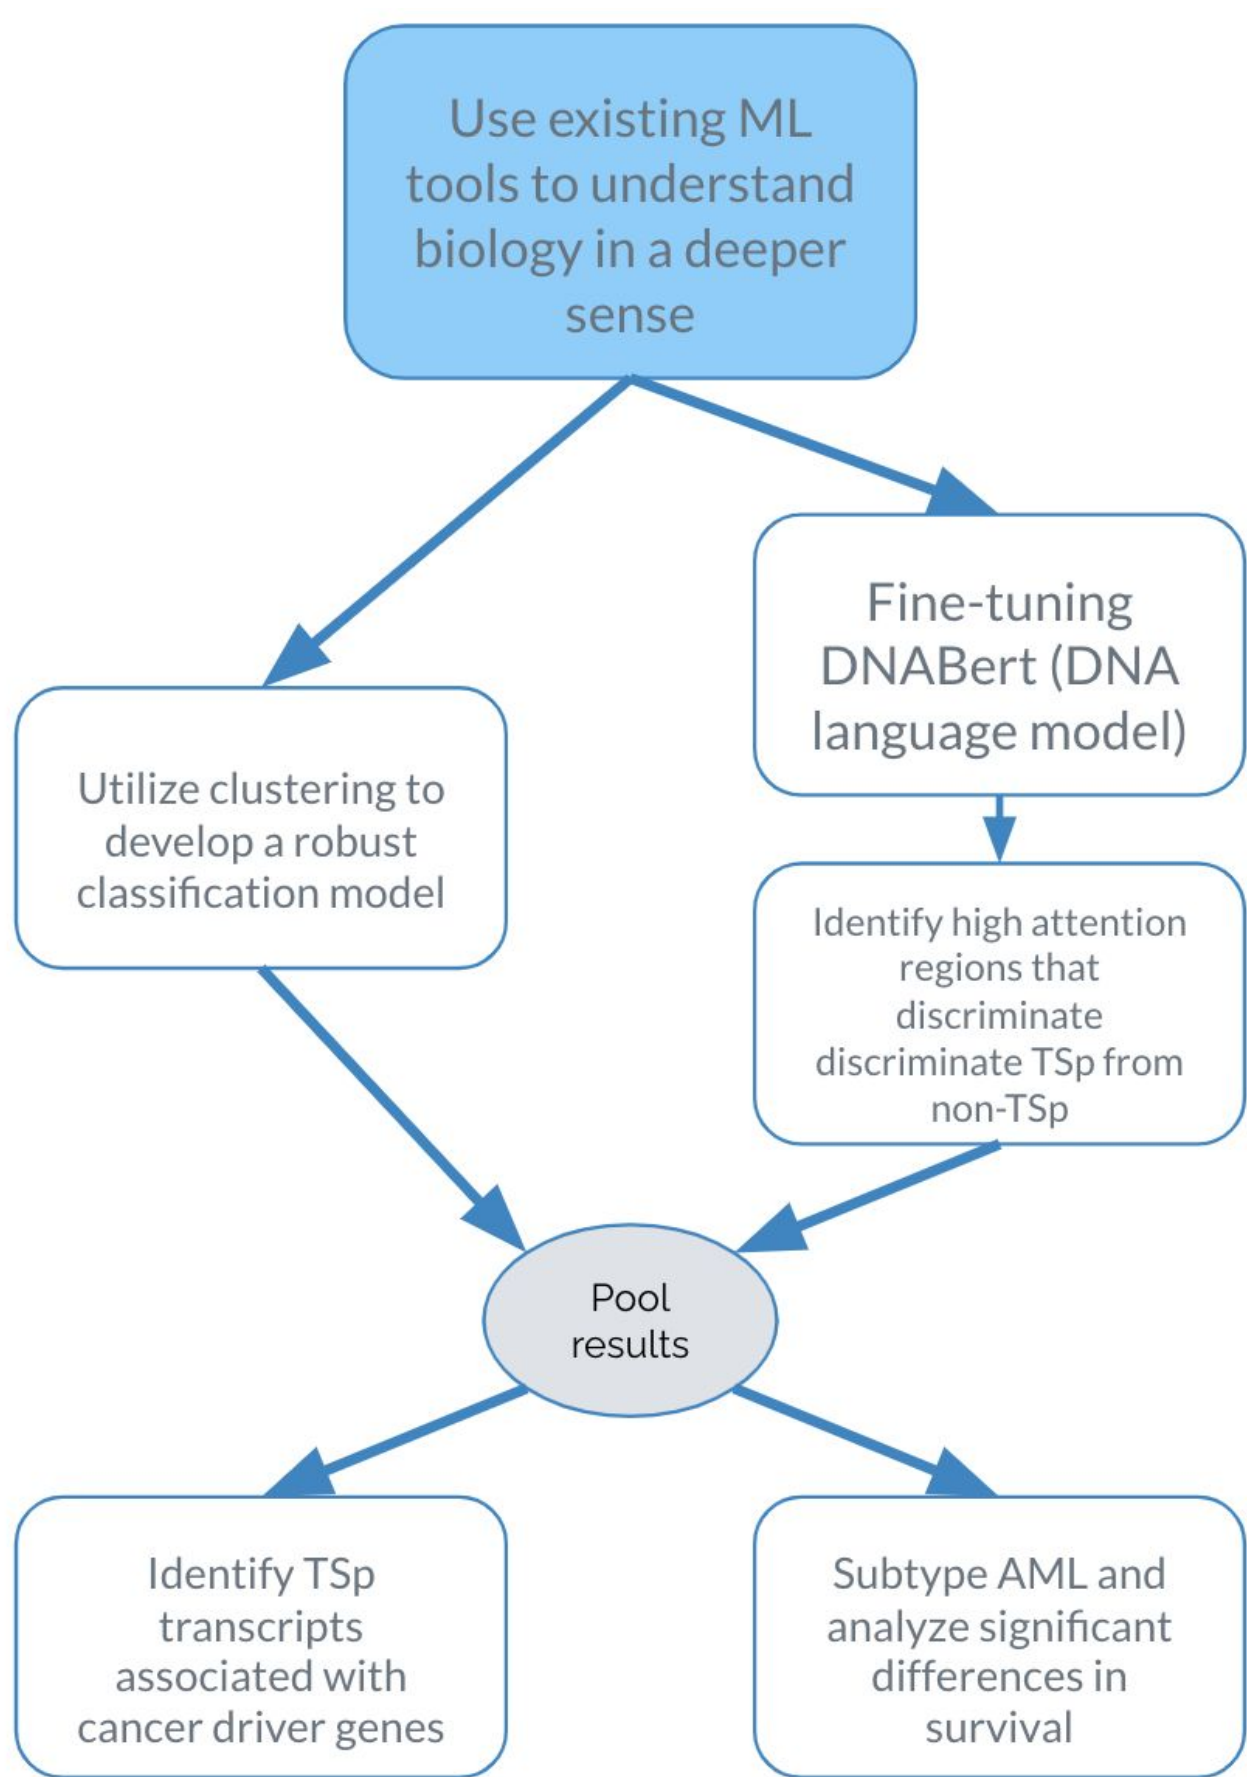 Use existing ML
tools to understand
biology in a deeper
sense
Fine-tuning
DNABert (DNA
language model)
Utilize clustering to
develop a robust
classification model
Identify high attention
regions that
discriminate
discriminate TSp from
non-TSp
Pool
results
Identify TSp
transcripts
associated with
cancer driver genes
Subtype AML and
analyze significant
differences in
survival